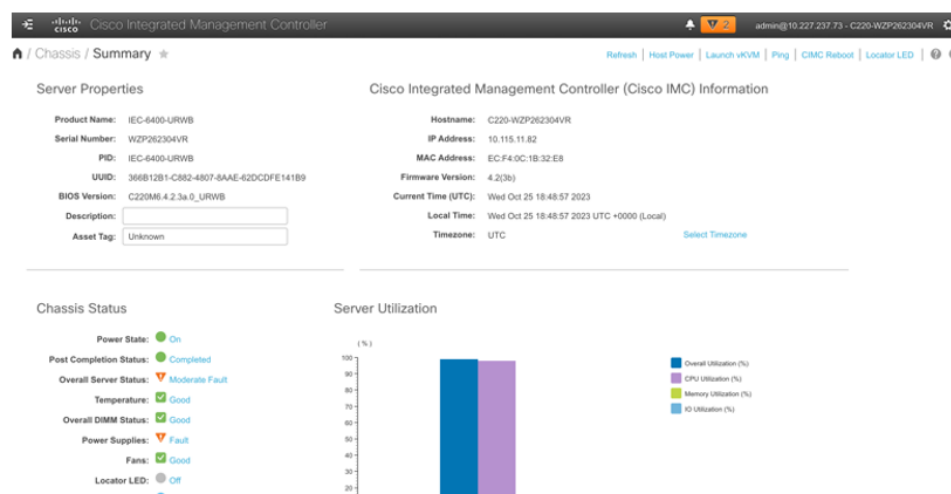 cisco Cisco Integrated Management Controller
2 admin@10.227.237.73 - C220-WZP262304VR
/ Chassis / Summary
Refresh | Host Power | Launch vKVM | Ping | CIMC Reboot | Locator LED |
Server Properties
Product Name: IEC-6400-URWB
Serial Number: WZP262304VR
PID: IEC-6400-URWB
UUID: 366B12B1-C882-4807-8AAE-62DCDFE141B9
BIOS Version: C220M6.4.2.3a.0_URWB
Description:
Asset Tag: Unknown
Cisco Integrated Management Controller (Cisco IMC) Information
Hostname: C220-WZP262304VR
IP Address: 10.115.11.82
MAC Address: EC:F4:0C:1B:32:E8
Firmware Version: 4.2(3b)
Current Time (UTC): Wed Oct 25 18:48:57 2023
Local Time: Wed Oct 25 18:48:57 2023 UTC +0000 (Local)
Timezone: UTC Select Timezone
Chassis Status
Power State: On
Post Completion Status: Completed
Overall Server Status: Moderate Fault
Temperature: Good
Overall DIMM Status: Good
Power Supplies: Fault
Fans: Good
Locator LED: Off
Server Utilization
(%)
100
90
80
70
60
50
40
30
20
Overall Utilization (%)
CPU Utilization (%)
Memory Utilization (%)
IO Utilization (%)